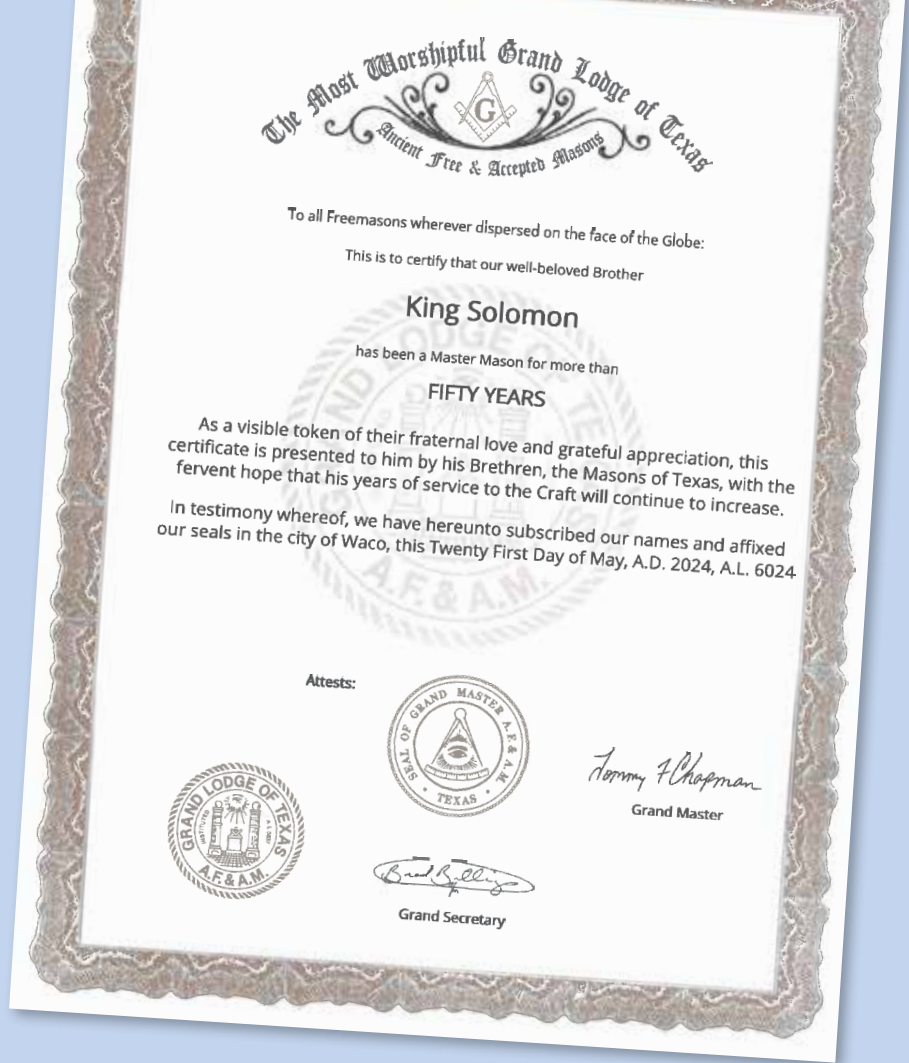 The Most Worshipful Grand Lodge of Texas
G
Ancient Free & Accepted Masons
To all Freemasons wherever dispersed on the face of the Globe:
This is to certify that our well-beloved Brother
King Solomon
has been a Master Mason for more than
FIFTY YEARS
As a visible token of their fraternal love and grateful appreciation, this
certificate is presented to him by his Brethren, the Masons of Texas, with the
fervent hope that his years of service to the Craft will continue to increase.
In testimony whereof, we have hereunto subscribed our names and affixed
our seals in the city of Waco, this Twenty First Day of May, A.D. 2024, A.L. 6024
GRAND LODGE OF TEXAS
A.F. & A.M.
Attests:
SEAL OF GRAND MASTER A.F. & A.M.
TEXAS
Tommy F Chapman
Grand Master
GRAND LODGE OF TEXAS
INSTITUTED
A.F. & A.M.
Grand Secretary